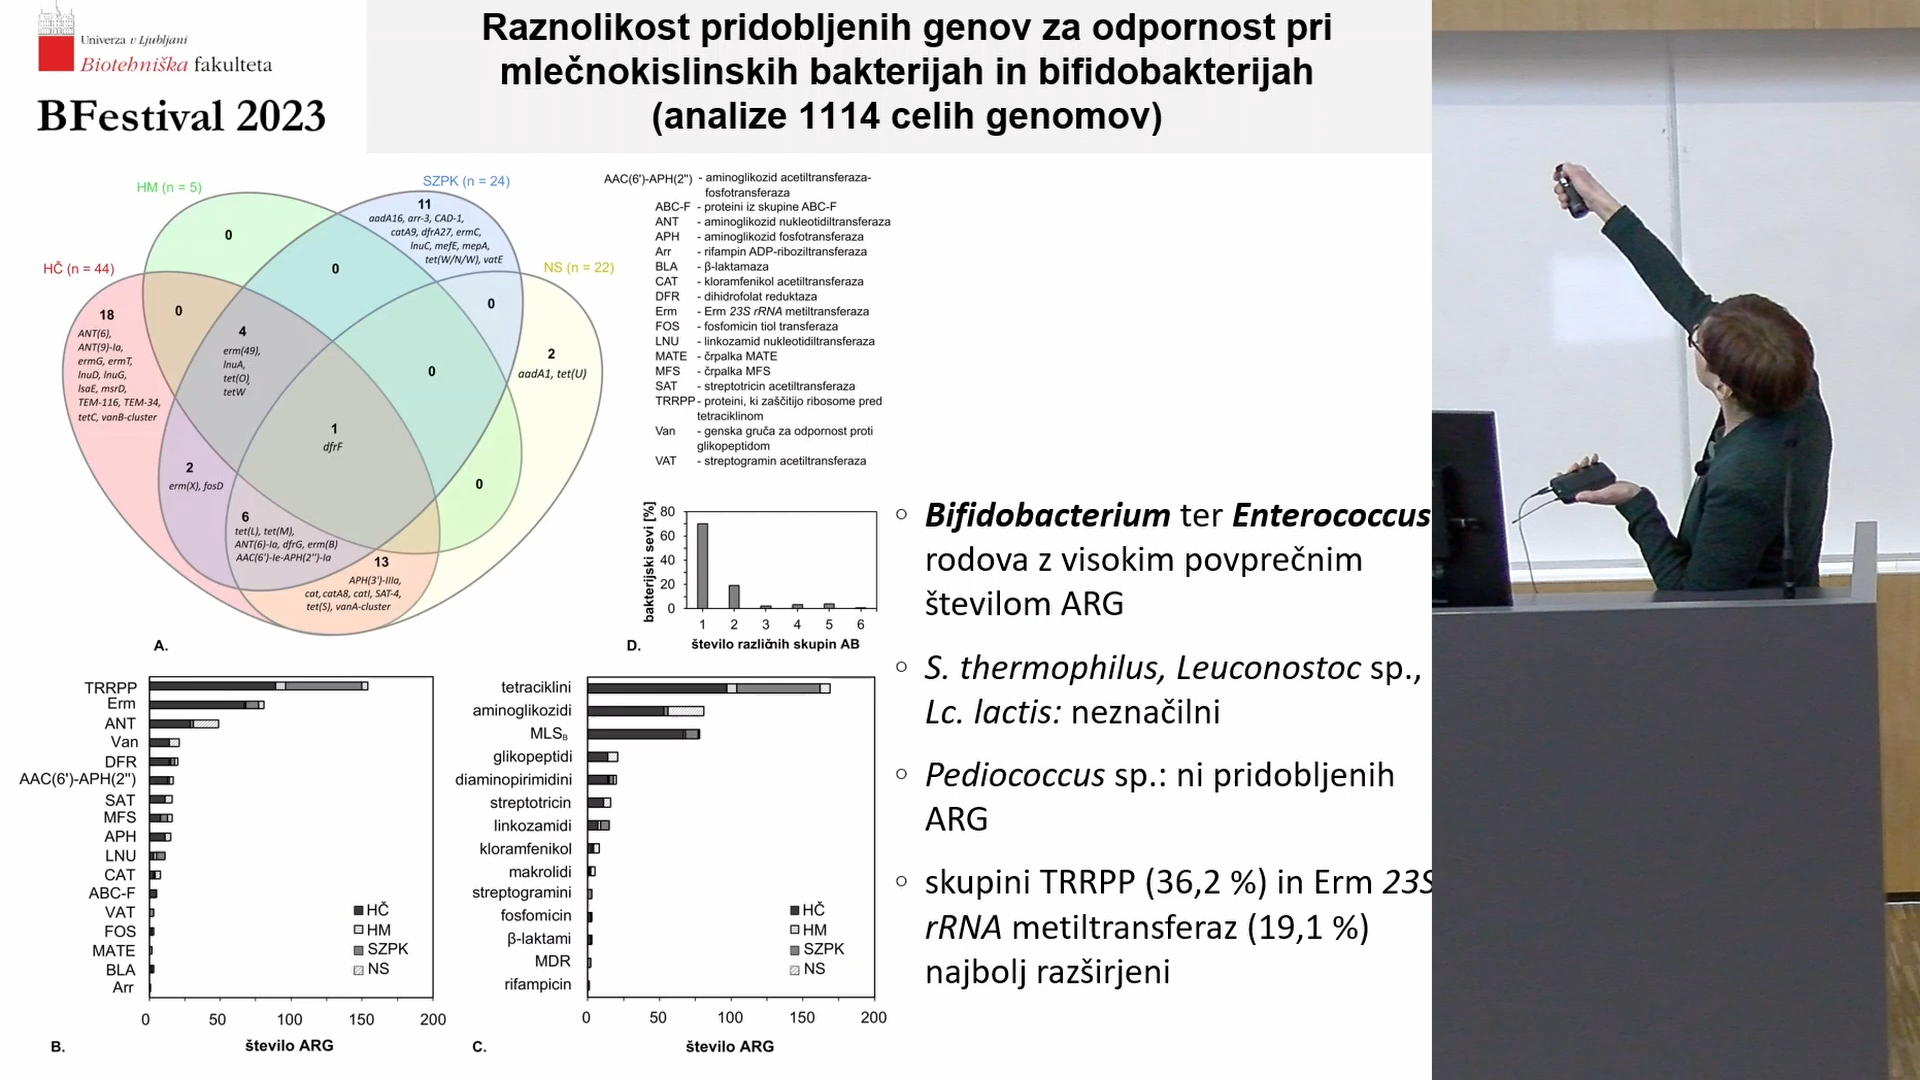 Univerza v Ljubljani
Biotehniška fakulteta
BFestival 2023
Raznolikost pridobljenih genov za odpornost pri
mlečnokislinskih bakterijah in bifidobakterijah
(analize 1114 celih genomov)
HM (n = 5)
SZPK (n = 24)
HČ (n = 44)
NS (n = 22)
11
aadA16, arr-3, CAD-1,
catA9, dfrA27, ermC,
lnuC, mefE, mepA,
tet(W/N/W), vatE
0
0
0
0
18
ANT(6),
ANT(9)-Ia,
ermG, ermT,
lnuD, lnuG,
lsaE, msrD,
TEM-116, TEM-34,
tetC, vanB-cluster
4
erm(49),
lnuA,
tet(O),
tetW
2
aadA1, tet(U)
0
1
dfrF
2
erm(X), fosD
0
6
tet(L), tet(M),
ANT(6)-Ia, dfrG, erm(B)
AAC(6')-Ie-APH(2'')-Ia
13
APH(3')-IIIa,
cat, catA8, catI, SAT-4,
tet(S), vanA-cluster
A.
AAC(6')-APH(2") - aminoglikozid acetiltransferaza-
fosfotransferaza
ABC-F - proteini iz skupine ABC-F
ANT - aminoglikozid nukleotidiltransferaza
APH - aminoglikozid fosfotransferaza
Arr - rifampin ADP-riboziltransferaza
BLA - β-laktamaza
CAT - kloramfenikol acetiltransferaza
DFR - dihidrofolat reduktaza
Erm - Erm 23S rRNA metiltransferaza
FOS - fosfomicin tiol transferaza
LNU - linkozamid nukleotidiltransferaza
MATE - črpalka MATE
MFS - črpalka MFS
SAT - streptotricin acetiltransferaza
TRRPP - proteini, ki zaščitijo ribosome pred
tetraciklinom
Van - genska gruča za odpornost proti
glikopeptidom
VAT - streptogramin acetiltransferaza
bakterijski sevi [%]
80
60
40
20
0
1 2 3 4 5 6
D.
število različnih skupin AB
TRRPP
Erm
ANT
Van
DFR
AAC(6')-APH(2")
SAT
MFS
APH
LNU
CAT
ABC-F
VAT
FOS
MATE
BLA
Arr
HČ
HM
SZPK
NS
0 50 100 150 200
B.
število ARG
tetraciklini
aminoglikozidi
MLSB
glikopeptidi
diaminopirimidini
streptotricin
linkozamidi
kloramfenikol
makrolidi
streptogramini
fosfomicin
β-laktami
MDR
rifampicin
HČ
HM
SZPK
NS
0 50 100 150 200
C.
število ARG
○ Bifidobacterium ter Enterococcus
rodova z visokim povprečnim
številom ARG
○ S. thermophilus, Leuconostoc sp.,
Lc. lactis: neznačilni
○ Pediococcus sp.: ni pridobljenih
ARG
○ skupini TRRPP (36,2 %) in Erm 23S
rRNA metiltransferaz (19,1 %)
najbolj razširjeni